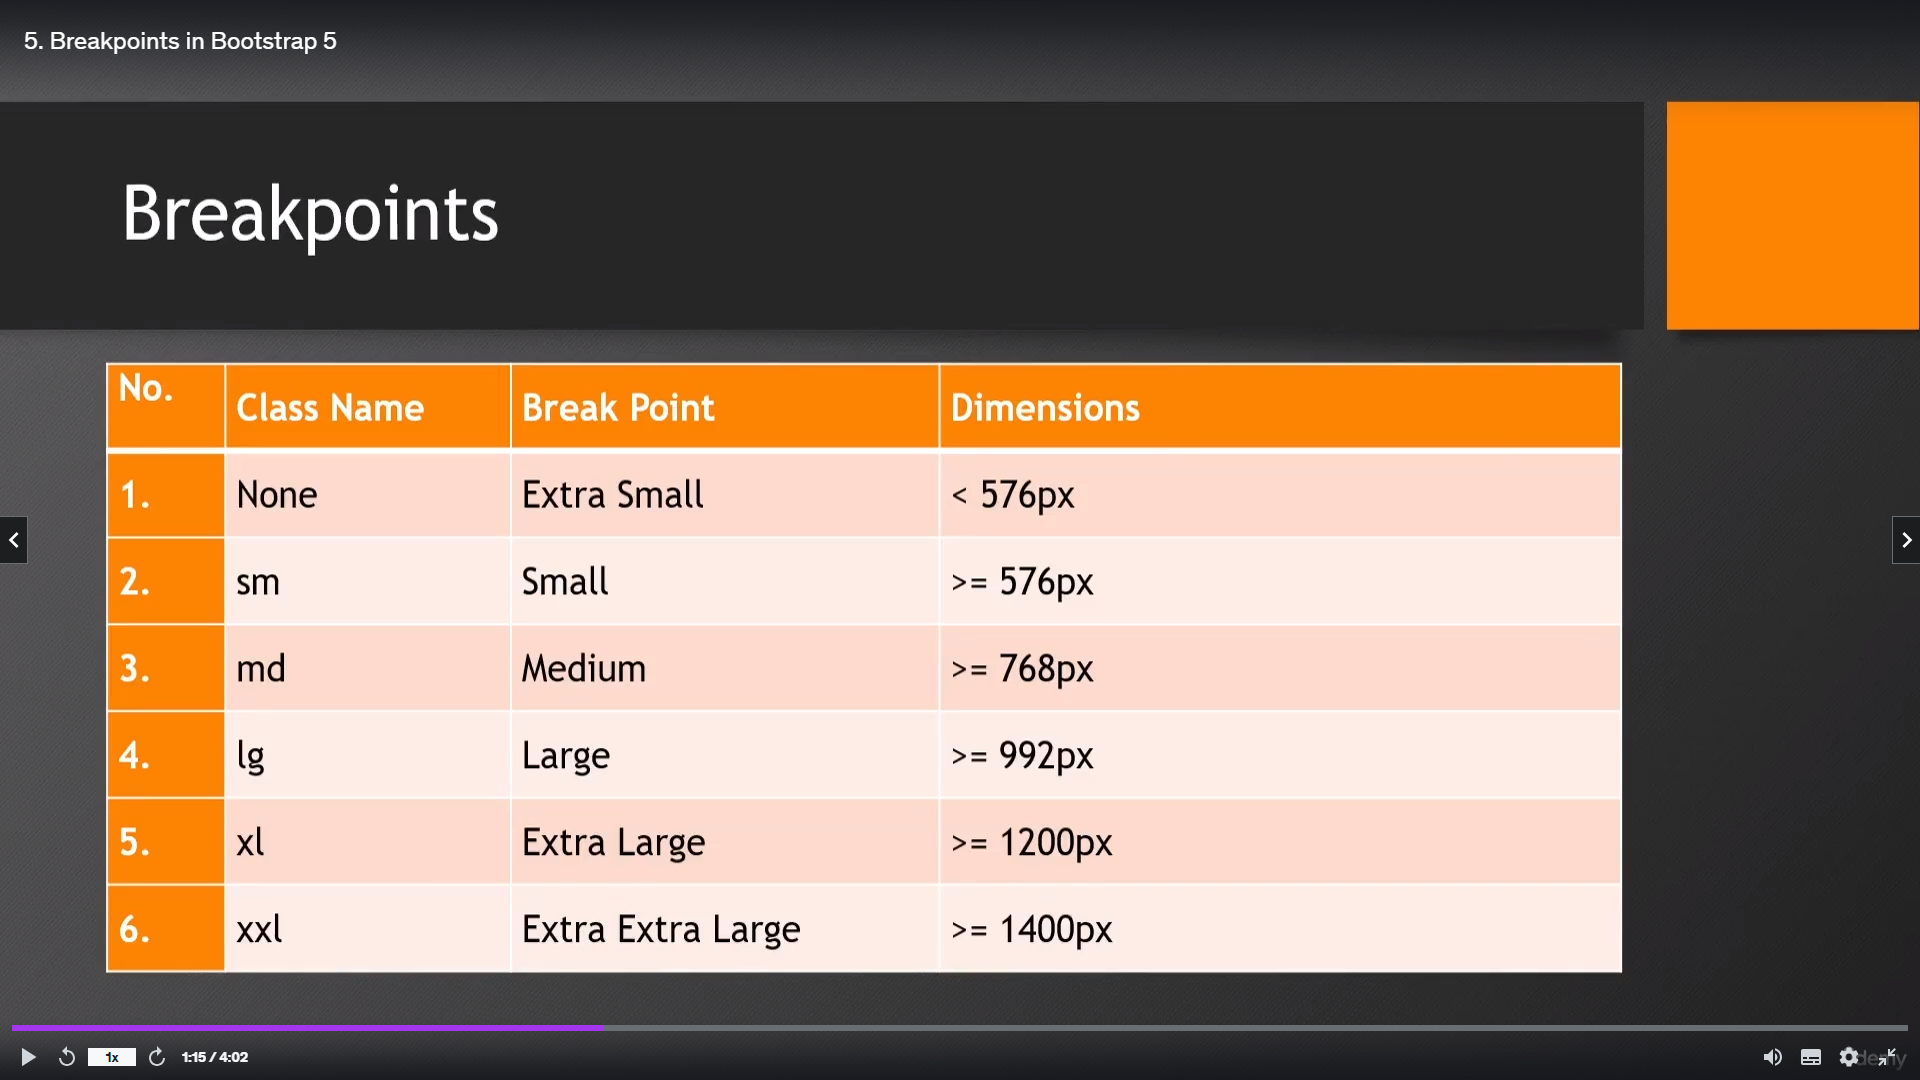 5. Breakpoints in Bootstrap 5
Breakpoints
No. Class Name Break Point Dimensions
1. None Extra Small < 576px
2. sm Small >= 576px
3. md Medium >= 768px
4. lg Large >= 992px
5. xl Extra Large >= 1200px
6. xxl Extra Extra Large >= 1400px
1x 1:15 / 4:02